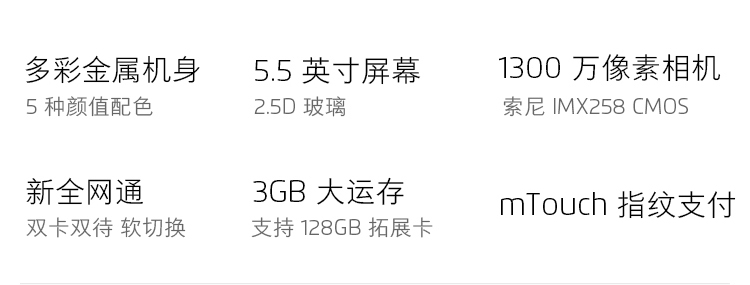 多彩金属机身
5 种颜值配色
5.5 英寸屏幕
2.5D 玻璃
1300 万像素相机
索尼 IMX258 CMOS
新全网通
双卡双待 软切换
3GB 大运存
支持 128GB 拓展卡
mTouch 指纹支付